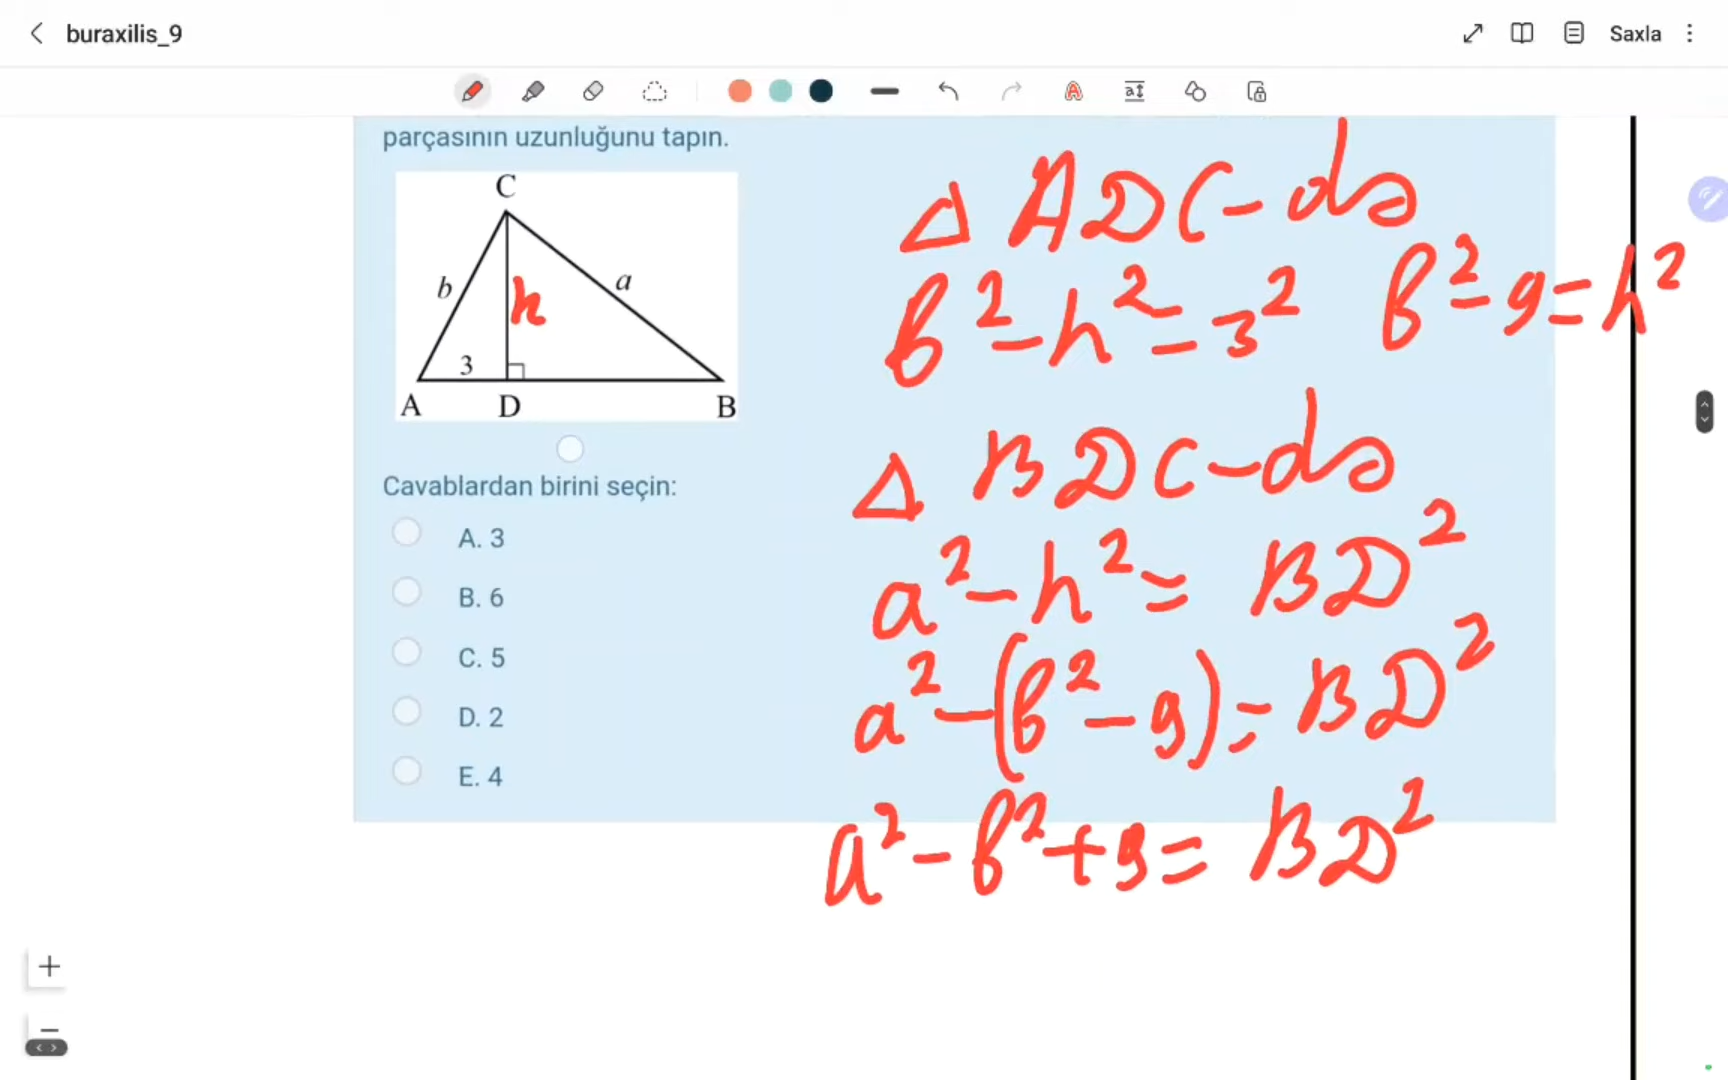 buraxilis_9
Saxla
parçasının uzunluğunu tapın.
C
b
h
a
3
A
D
B
Cavablardan birini seçin:
A. 3
B. 6
C. 5
D. 2
E. 4
Δ ADC-də
b² - h² = 3²
b² - 9 = h²
Δ BDC-də
a² - h² = BD²
a² - (b² - 9) = BD²
a² - b² + 9 = BD²